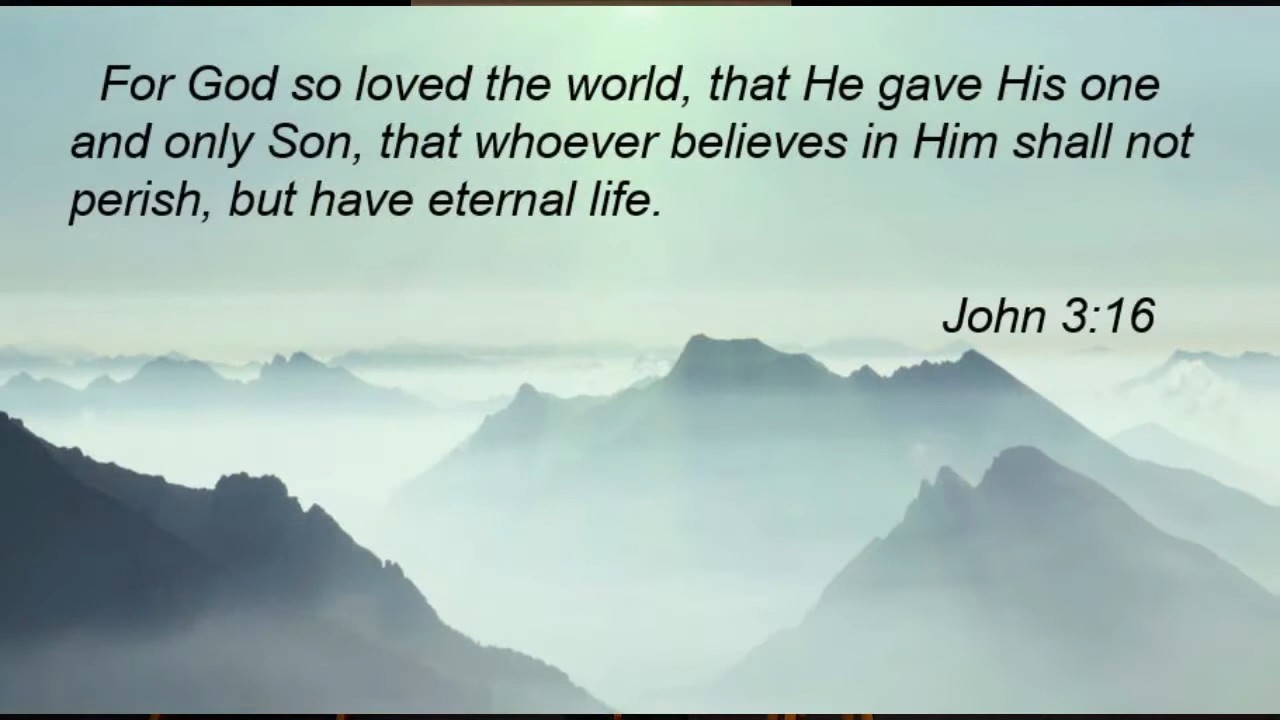 For God so loved the world, that He gave His one
and only Son, that whoever believes in Him shall not
perish, but have eternal life.
John 3:16